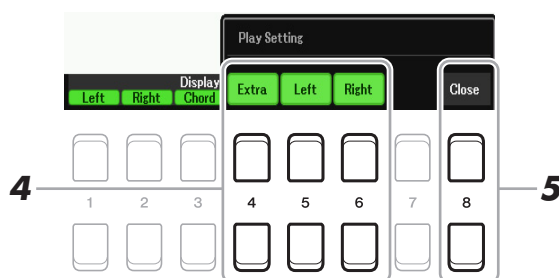 Play Setting
Display
Left Right Chord Extra Left Right Close
4 5
1 2 3 4 5 6 7 8